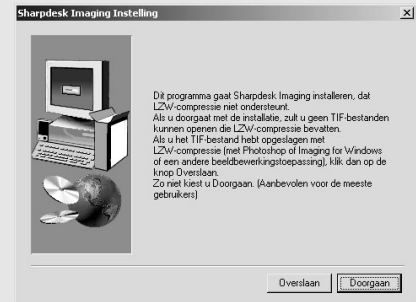 Sharpdesk Imaging Instelling
Dit programma gaat Sharpdesk Imaging installeren, dat
LZW-compressie niet ondersteunt.
Als u doorgaat met de installatie, zult u geen TIF-bestanden
kunnen openen die LZW-compressie bevatten.
Als u het TIF-bestand hebt opgeslagen met
LZW-compressie (met Photoshop of Imaging for Windows
of een andere beeldbewerkingstoepassing), klik dan op de
knop Overslaan.
Zo niet kiest u Doorgaan. (Aanbevolen voor de meeste
gebruikers)
Overslaan
Doorgaan